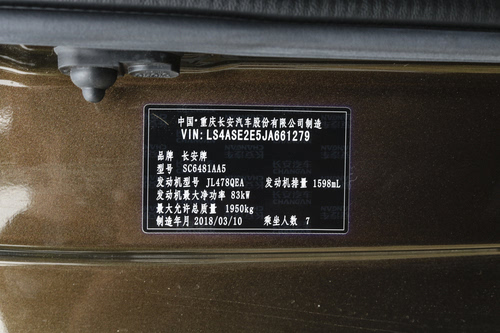 中国·重庆长安汽车股份有限公司制造
VIN: LS4ASE2E5JA661279
品牌 长安牌
型号 SC6481AA5
发动机型号 JL478QEA 发动机排量 1598mL
发动机最大净功率 83kW
最大允许总质量 1950kg
制造年月 2018/03/10 乘坐人数 7